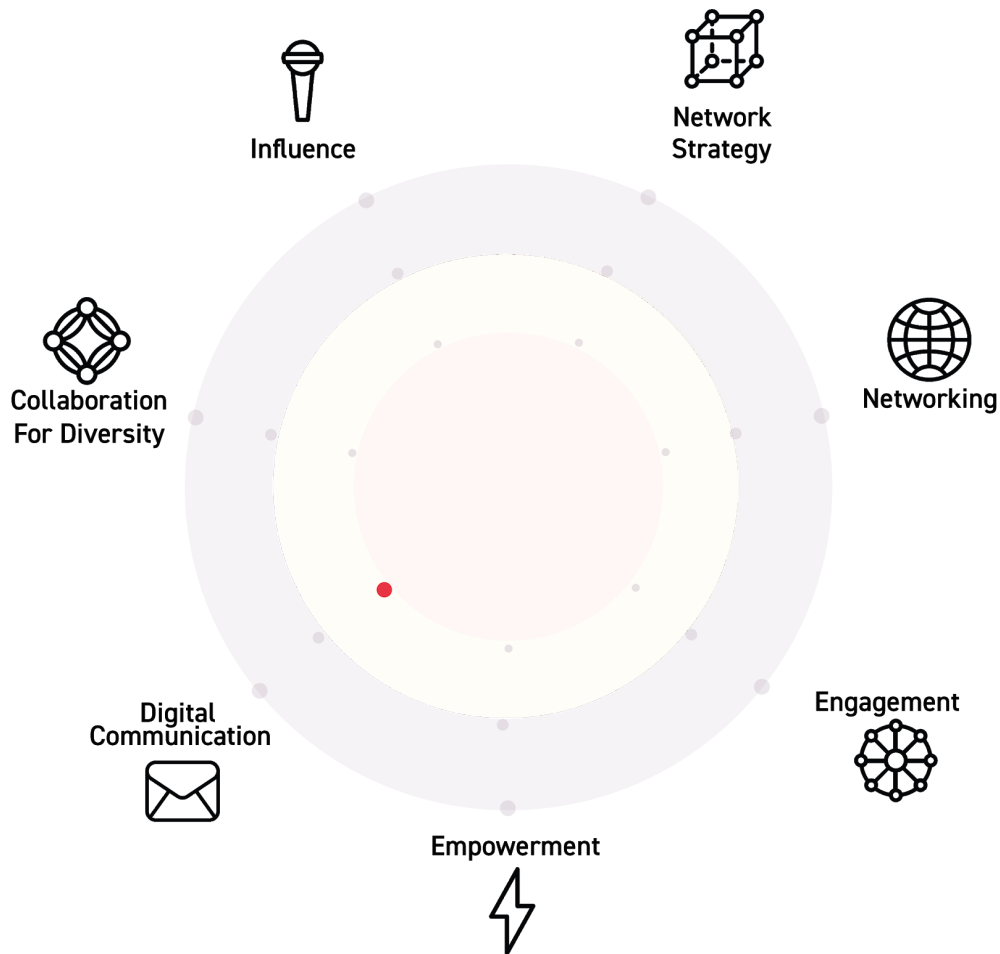 Influence
Network
Strategy
Collaboration
For Diversity
Networking
Digital
Communication
Engagement
Empowerment